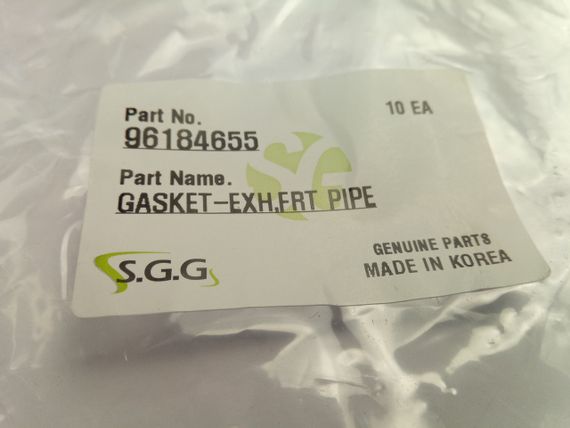 Part No.
10 EA
96184655
Part Name.
GASKET-EXH,FRT PIPE
GENUINE PARTS
S.G.G
MADE IN KOREA